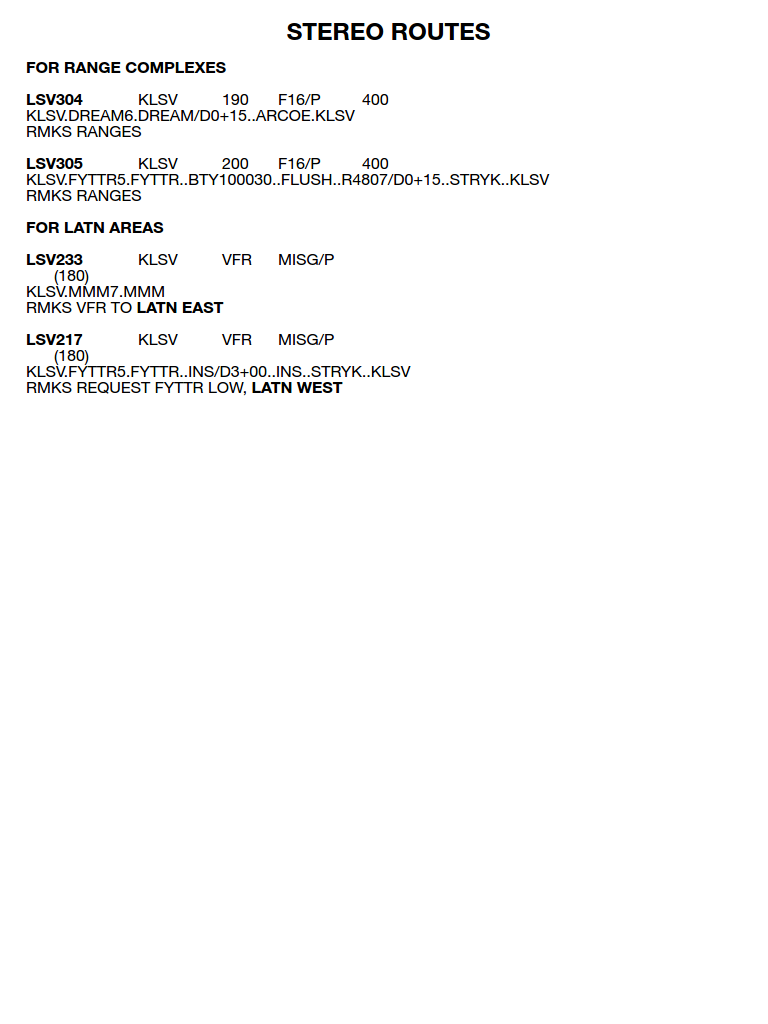 STEREO ROUTES
FOR RANGE COMPLEXES
LSV304 KLSV 190 F16/P 400
KLSV.DREAM6.DREAM/D0+15..ARCOE.KLSV
RMKS RANGES
LSV305 KLSV 200 F16/P 400
KLSV.FYTTR5.FYTTR..BTY100030..FLUSH..R4807/D0+15..STRYK..KLSV
RMKS RANGES
FOR LATN AREAS
LSV233 KLSV VFR MISG/P
(180)
KLSV.MMM7.MMM
RMKS VFR TO LATN EAST
LSV217 KLSV VFR MISG/P
(180)
KLSV.FYTTR5.FYTTR..INS/D3+00..INS..STRYK..KLSV
RMKS REQUEST FYTTR LOW, LATN WEST